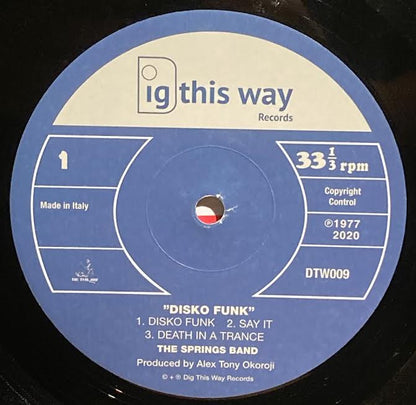 Dig this way
Records
1
33 1/3 rpm
Made in Italy
Copyright
Control
℗1977
2020
DTW009
"DISKO FUNK"
1. DISKO FUNK 2. SAY IT
3. DEATH IN A TRANCE
THE SPRINGS BAND
Produced by Alex Tony Okoroji
© + ℗ Dig This Way Records